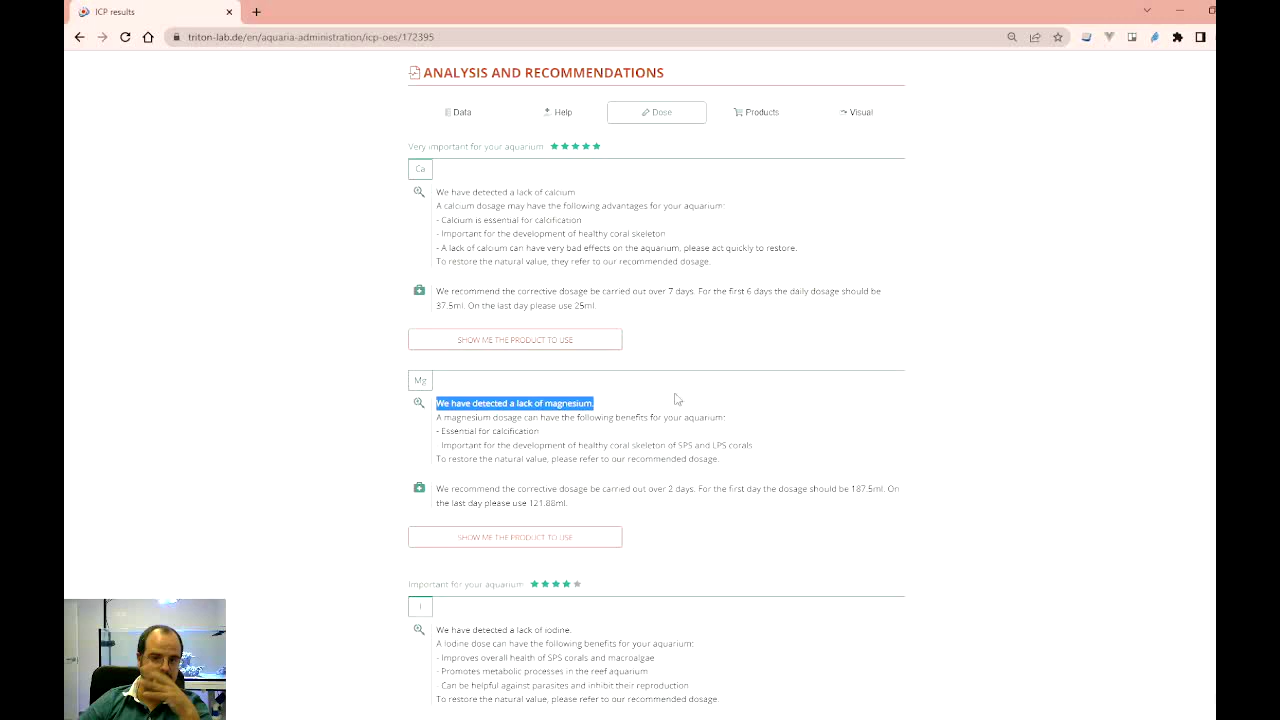 ICP results
triton-lab.de/en/aquaria-administration/icp-oes/172395
ANALYSIS AND RECOMMENDATIONS
Data Help Dose Products Visual
Very important for your aquarium
Ca
We have detected a lack of calcium
A calcium dosage may have the following advantages for your aquarium:
- Calcium is essential for calcification
- Important for the development of healthy coral skeleton
- A lack of calcium can have very bad effects on the aquarium, please act quickly to restore.
To restore the natural value, they refer to our recommended dosage.
We recommend the corrective dosage be carried out over 7 days. For the first 6 days the daily dosage should be
37.5ml. On the last day please use 25ml.
SHOW ME THE PRODUCT TO USE
Mg
We have detected a lack of magnesium.
A magnesium dosage can have the following benefits for your aquarium:
- Essential for calcification
Important for the development of healthy coral skeleton of SPS and LPS corals
To restore the natural value, please refer to our recommended dosage.
We recommend the corrective dosage be carried out over 2 days. For the first day the dosage should be 187.5ml. On
the last day please use 121.88ml.
SHOW ME THE PRODUCT TO USE
Important for your aquarium
I
We have detected a lack of iodine.
A iodine dose can have the following benefits for your aquarium:
- Improves overall health of SPS corals and macroalgae
- Promotes metabolic processes in the reef aquarium
- Can be helpful against parasites and inhibit their reproduction
To restore the natural value, please refer to our recommended dosage.